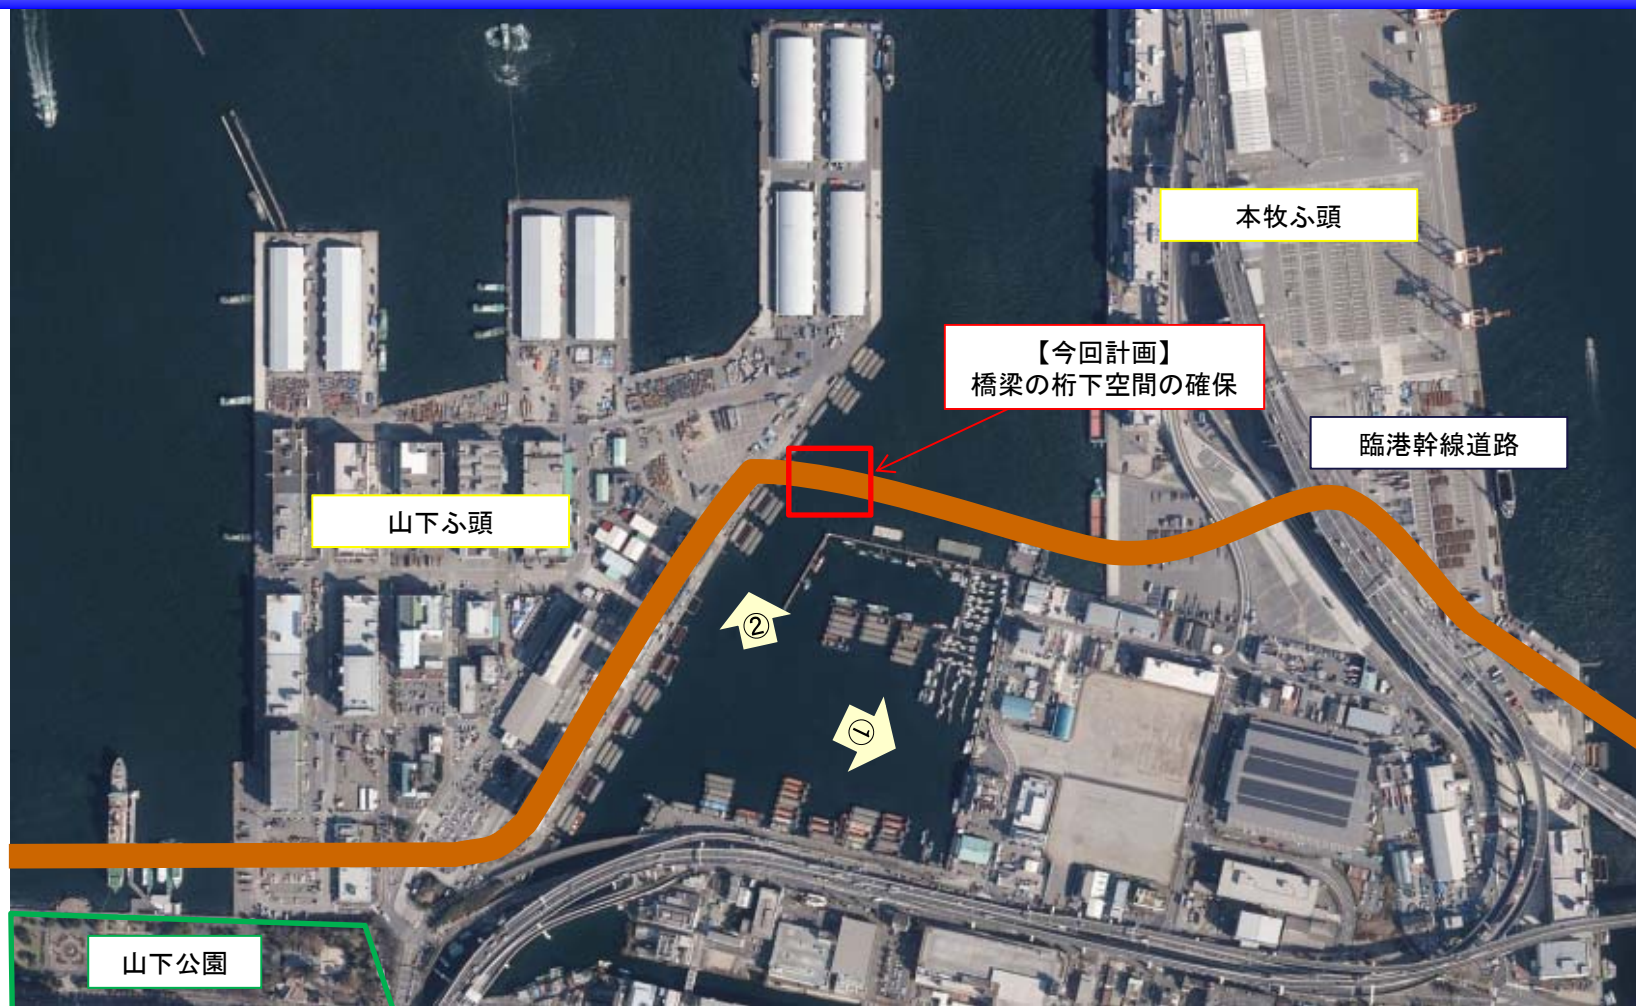 本牧ふ頭
【今回計画】
橋梁の桁下空間の確保
臨港幹線道路
山下ふ頭
②
①
山下公園